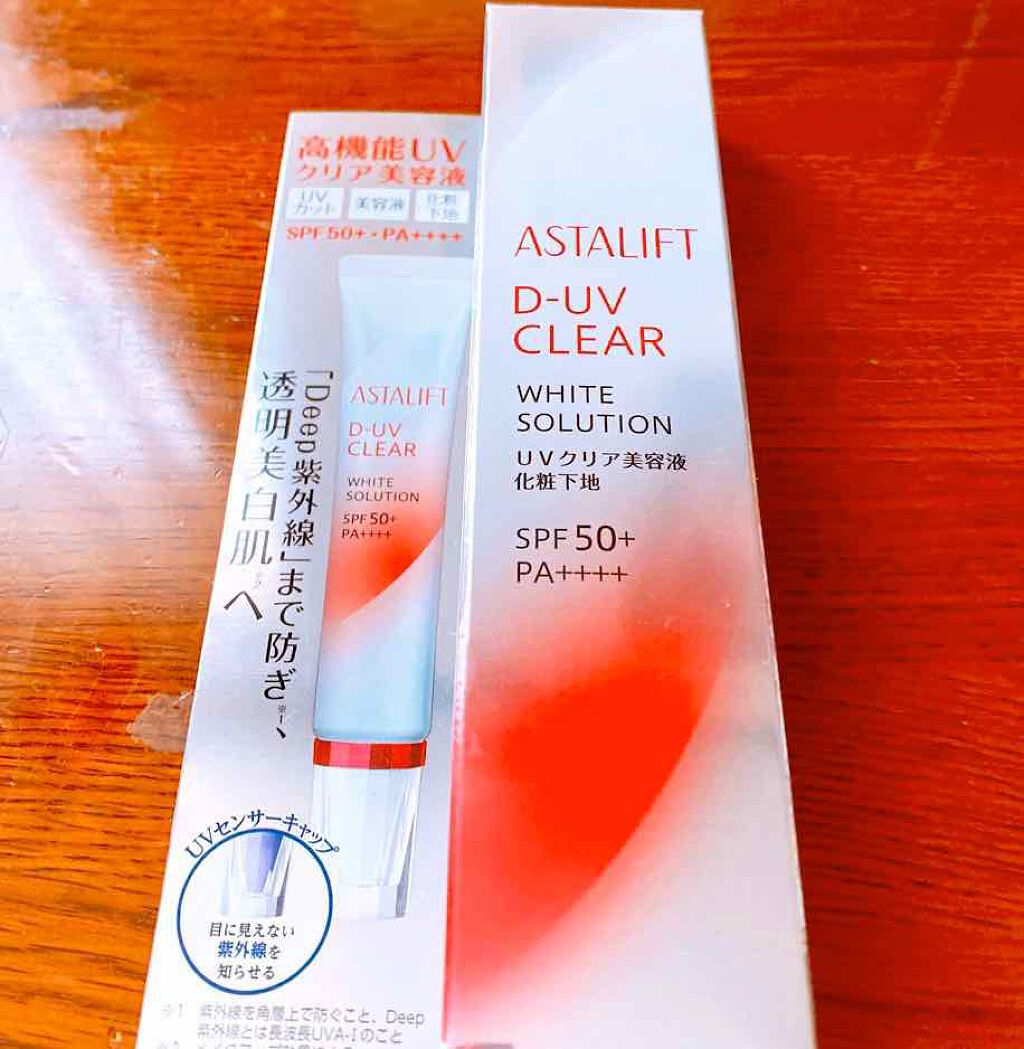 高機能UV
クリア美容液
UV
カット
美容液
化粧
下地
SPF50+・PA++++
「Deep紫外線」まで防ぎ※1、
透明美白肌へ
ASTALIFT
D-UV
CLEAR
WHITE
SOLUTION
SPF50+
PA++++
UVセンサーキャップ
目に見えない
紫外線を
知らせる
※1 紫外線を角層上で防ぐこと、Deep
紫外線とは長波長UVA-Iのこと
ASTALIFT
D-UV
CLEAR
WHITE
SOLUTION
UVクリア美容液
化粧下地
SPF50+
PA++++